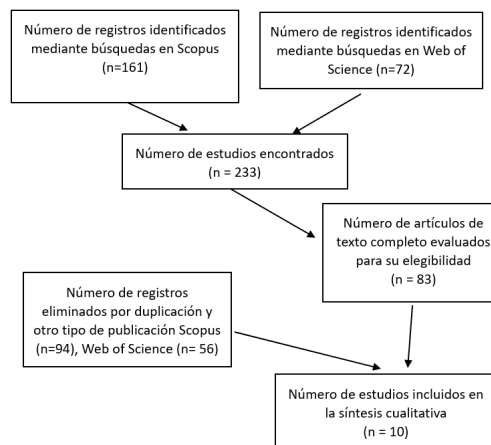 Número de registros identificados
mediante búsquedas en Scopus
(n=161)
Número de registros identificados
mediante búsquedas en Web of
Science (n=72)
Número de estudios encontrados
(n = 233)
Número de artículos de
texto completo evaluados
para su elegibilidad
(n = 83)
Número de registros
eliminados por duplicación y
otro tipo de publicación Scopus
(n=94), Web of Science (n= 56)
Número de estudios incluidos en
la síntesis cualitativa
(n = 10)